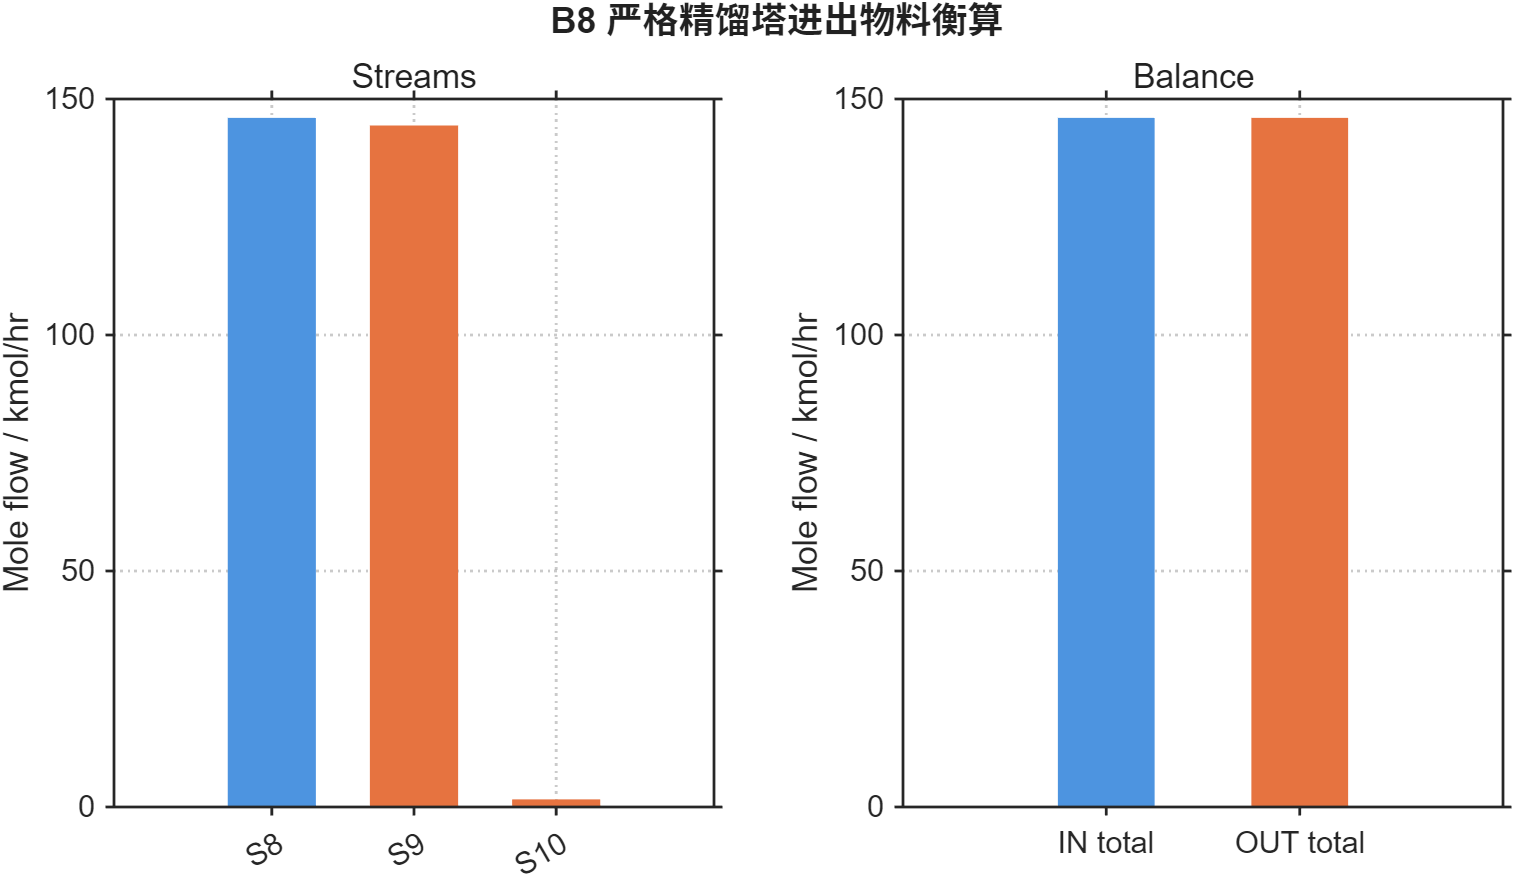 B8 严格精馏塔进出物料衡算
Streams
150
100
50
0
Mole flow / kmol/hr
S8
S9
S10
Balance
150
100
50
0
Mole flow / kmol/hr
IN total
OUT total